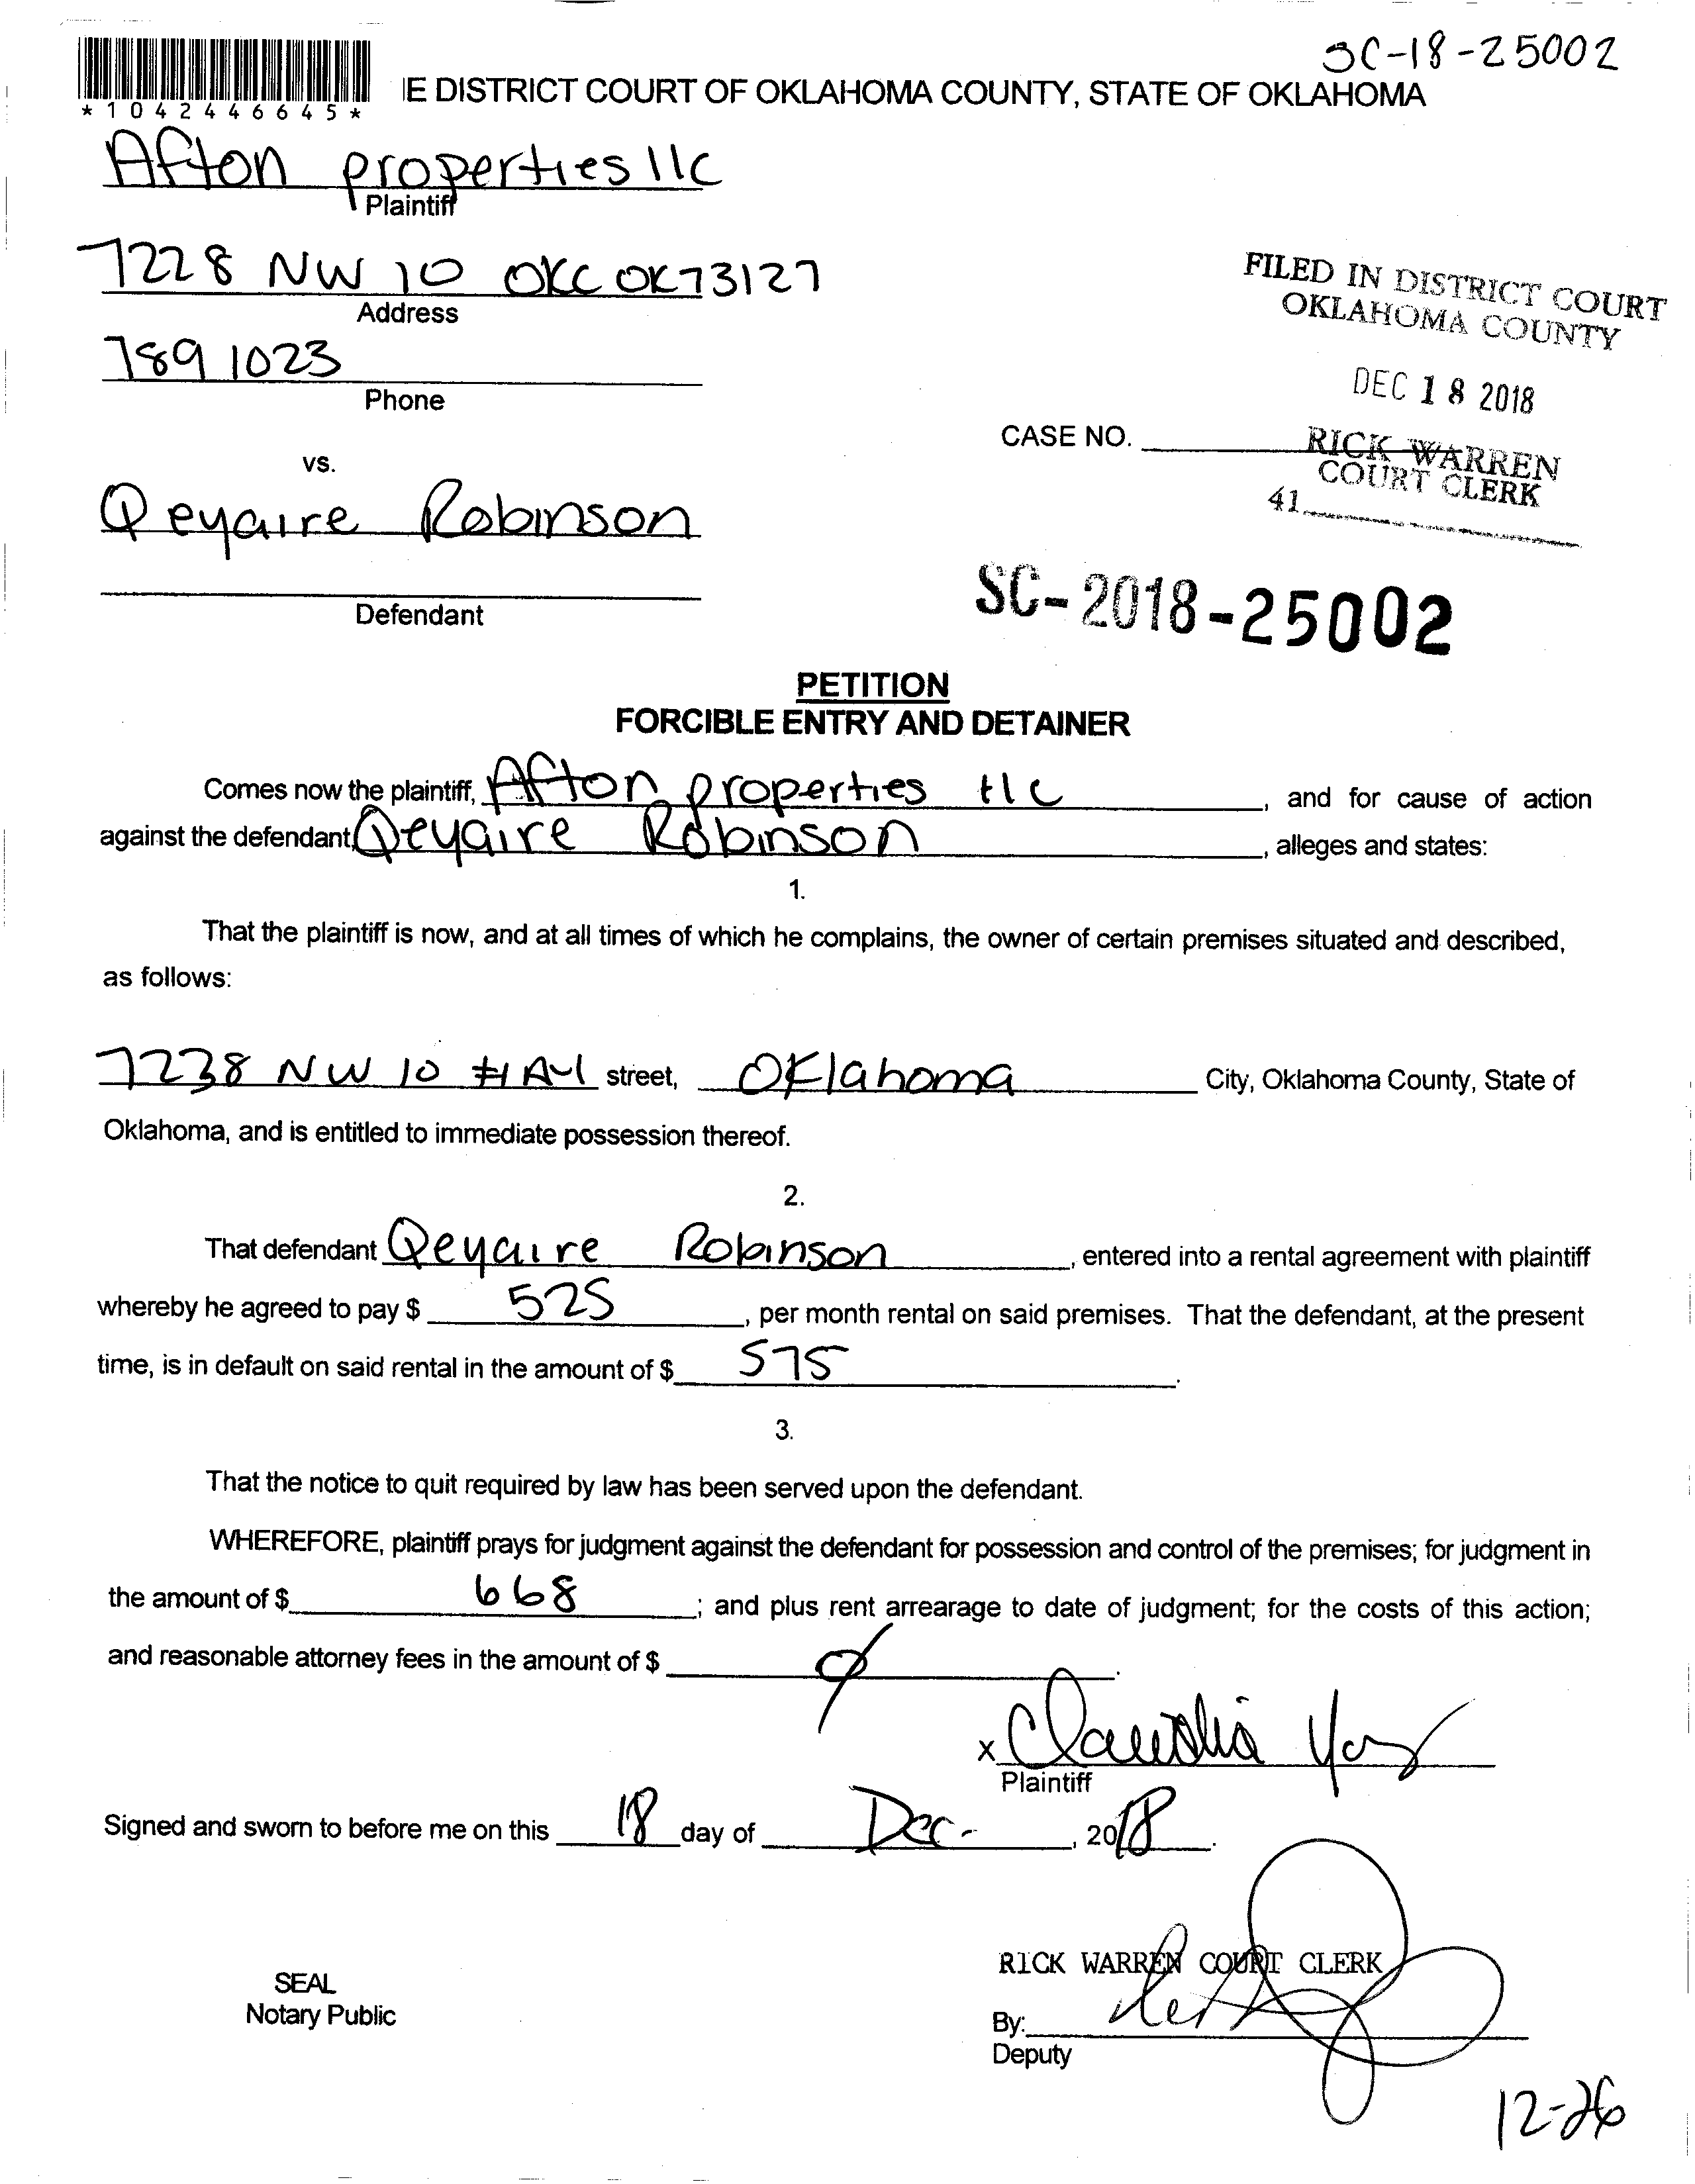 SC-18-25002
*1042446645*
IE DISTRICT COURT OF OKLAHOMA COUNTY, STATE OF OKLAHOMA
Afton properties llc
Plaintiff
7228 NW 10 OKC OK 73127
Address
FILED IN DISTRICT COURT
OKLAHOMA COUNTY
789 1023
Phone
DEC 18 2018
CASE NO.
RICK WARREN
COURT CLERK
41
vs.
Qeyaire Robinson
Defendant
SC-2018-25002
PETITION
FORCIBLE ENTRY AND DETAINER
Comes now the plaintiff, Afton properties llc, and for cause of action
against the defendant, Qeyaire Robinson, alleges and states:
1.
That the plaintiff is now, and at all times of which he complains, the owner of certain premises situated and described,
as follows:
7238 NW 10 #A-1 street, Oklahoma City, Oklahoma County, State of
Oklahoma, and is entitled to immediate possession thereof.
2.
That defendant Qeyaire Robinson, entered into a rental agreement with plaintiff
whereby he agreed to pay $ 525, per month rental on said premises. That the defendant, at the present
time, is in default on said rental in the amount of $ 575.
3.
That the notice to quit required by law has been served upon the defendant.
WHEREFORE, plaintiff prays for judgment against the defendant for possession and control of the premises; for judgment in
the amount of $ 668; and plus rent arrearage to date of judgment; for the costs of this action;
and reasonable attorney fees in the amount of $ 0.
x Claudia
Plaintiff
Signed and sworn to before me on this 18 day of Dec-, 2018.
RICK WARREN COURT CLERK
SEAL
Notary Public
By:
Deputy
12-26